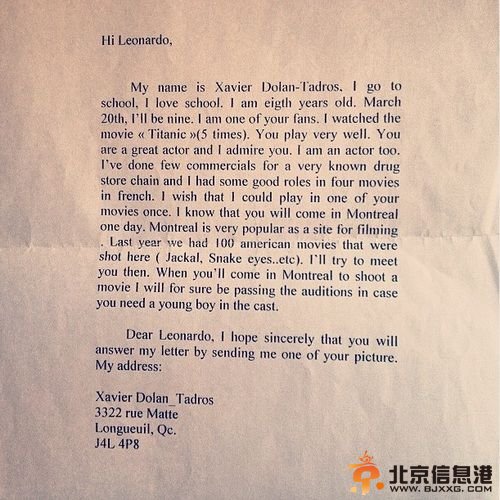 Hi Leonardo,
My name is Xavier Dolan-Tadros. I go to
school, I love school. I am eigth years old. March
20th, I'll be nine. I am one of your fans. I watched the
movie « Titanic »(5 times). You play very well. You
are a great actor and I admire you. I am an actor too.
I've done few commercials for a very known drug
store chain and I had some good roles in four movies
in french. I wish that I could play in one of your
movies once. I know that you will come in Montreal
one day. Montreal is very popular as a site for filming
. Last year we had 100 american movies that were
shot here ( Jackal, Snake eyes..etc). I'll try to meet
you then. When you'll come in Montreal to shoot a
movie I will for sure be passing the auditions in case
you need a young boy in the cast.
Dear Leonardo, I hope sincerely that you will
answer my letter by sending me one of your picture.
My address:
Xavier Dolan_Tadros
3322 rue Matte
Longueuil, Qc.
J4L 4P8
北京信息港
WWW.BJXXG.COM